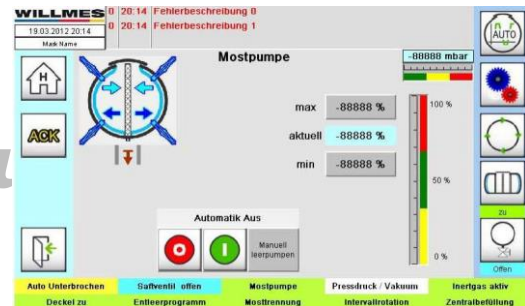 WILLMES
0 20:14 Fehlerbeschreibung 0
0 20:14 Fehlerbeschreibung 1
19.03.2012 20:14
Mask Name
Mostpumpe
-88888 mbar
AUTO
H
max -88888 %
100 %
ACK
aktuell -88888 %
min -88888 %
50 %
zu
Automatik Aus
Manuell
leerpumpen
0 %
Offen
Auto Unterbrochen
Saftventil offen
Mostpumpe
Pressdruck / Vakuum
Inertgas aktiv
Deckel zu
Entleerprogramm
Mosttrennung
Intervallrotation
Zentralbefüllung